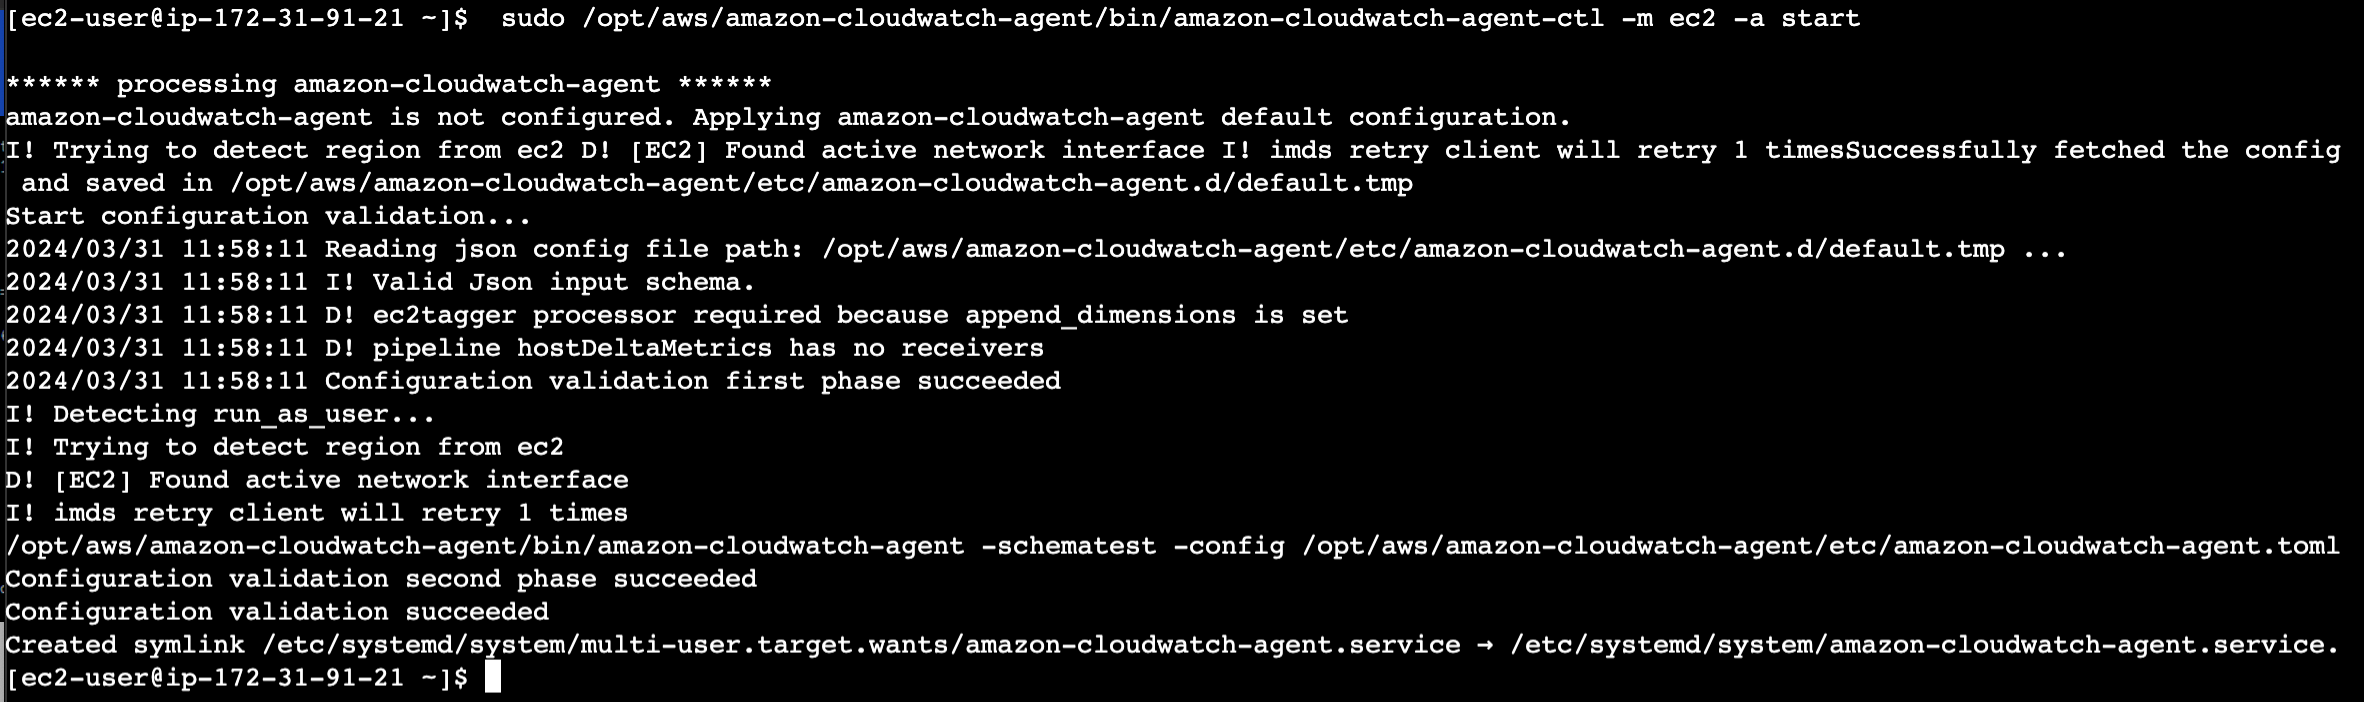 [ec2-user@ip-172-31-91-21 ~]$  sudo /opt/aws/amazon-cloudwatch-agent/bin/amazon-cloudwatch-agent-ctl -m ec2 -a start
****** processing amazon-cloudwatch-agent ******
amazon-cloudwatch-agent is not configured. Applying amazon-cloudwatch-agent default configuration.
I! Trying to detect region from ec2 D! [EC2] Found active network interface I! imds retry client will retry 1 timesSuccessfully fetched the config
 and saved in /opt/aws/amazon-cloudwatch-agent/etc/amazon-cloudwatch-agent.d/default.tmp
Start configuration validation...
2024/03/31 11:58:11 Reading json config file path: /opt/aws/amazon-cloudwatch-agent/etc/amazon-cloudwatch-agent.d/default.tmp ...
2024/03/31 11:58:11 I! Valid Json input schema.
2024/03/31 11:58:11 D! ec2tagger processor required because append_dimensions is set
2024/03/31 11:58:11 D! pipeline hostDeltaMetrics has no receivers
2024/03/31 11:58:11 Configuration validation first phase succeeded
I! Detecting run_as_user...
I! Trying to detect region from ec2
D! [EC2] Found active network interface
I! imds retry client will retry 1 times
/opt/aws/amazon-cloudwatch-agent/bin/amazon-cloudwatch-agent -schematest -config /opt/aws/amazon-cloudwatch-agent/etc/amazon-cloudwatch-agent.toml
Configuration validation second phase succeeded
Configuration validation succeeded
Created symlink /etc/systemd/system/multi-user.target.wants/amazon-cloudwatch-agent.service → /etc/systemd/system/amazon-cloudwatch-agent.service.
[ec2-user@ip-172-31-91-21 ~]$